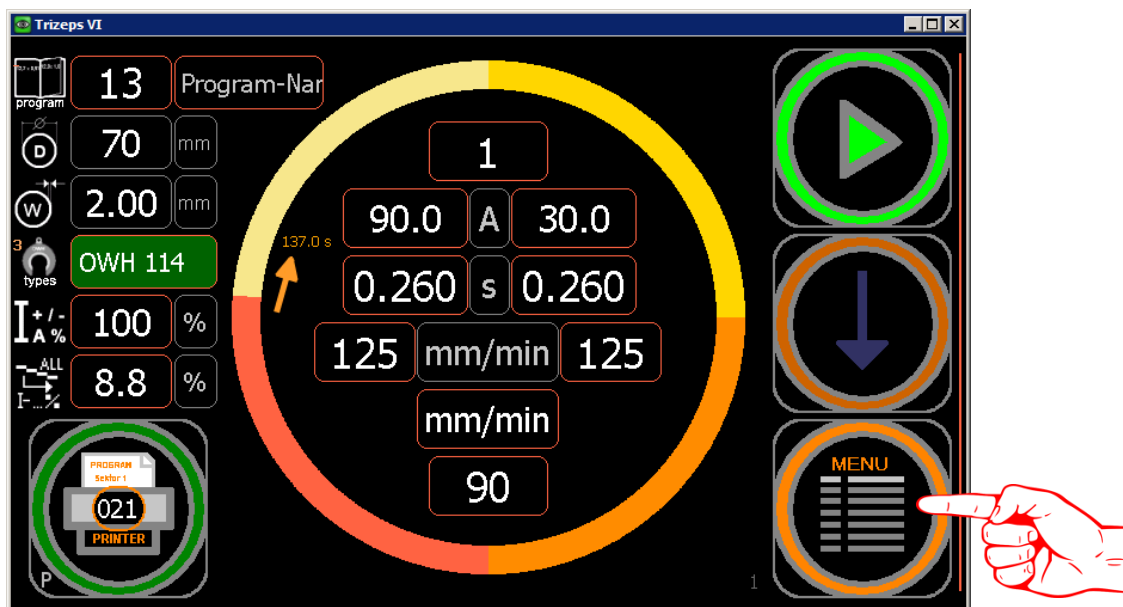 Trizeps VI
program
13
Program-Nar
D
70
mm
W
2.00
mm
3
types
OWH 114
I + / -
A %
100
%
ALL
I-...%
8.8
%
PROGRAM
Sektor 1
021
PRINTER
P
137.0 s
1
90.0 A 30.0
0.260 s 0.260
125 mm/min 125
mm/min
90
MENU
1